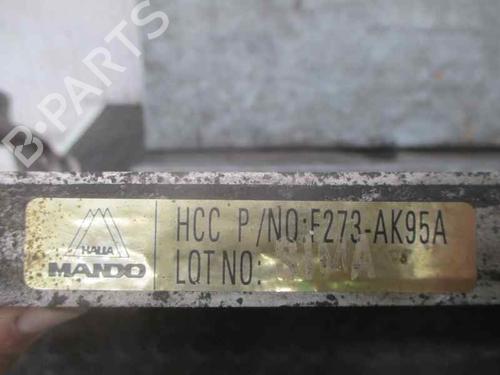 HCC P/NO:F273-AK95A
HALLA
MANDO
LOT NO:
B-PARTS